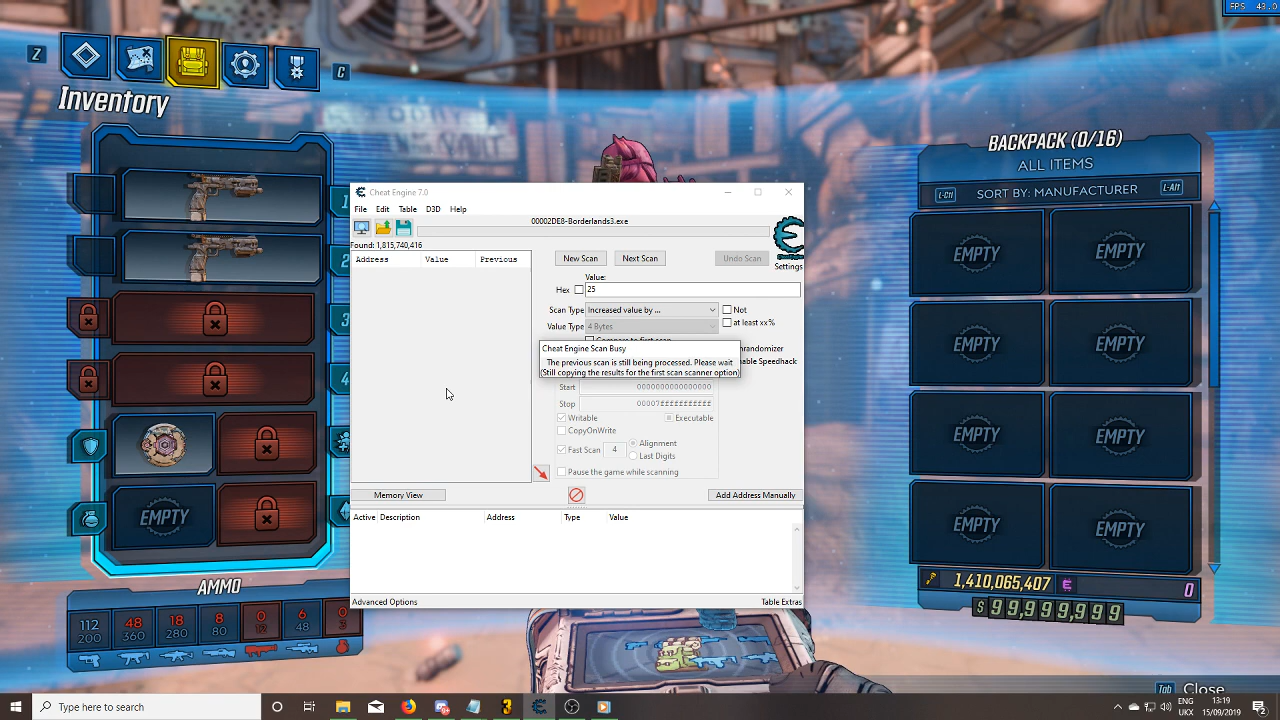 FPS 43.0
Z
C
Inventory
BACKPACK (0/16)
ALL ITEMS
L-Ctl SORT BY: MANUFACTURER L-Alt
1
2
3
4
EMPTY
EMPTY EMPTY
EMPTY EMPTY
EMPTY EMPTY
EMPTY EMPTY
AMMO
112 48 18 8 0 6 0
200 360 280 80 12 48 3
1,410,065,407 0
$ 99,999,999
Tab Close
Cheat Engine 7.0
File Edit Table D3D Help
00002DE8-Borderlands3.exe
Found: 1,815,740,416
Address Value Previous
New Scan Next Scan Undo Scan
Settings
Value:
Hex 25
Scan Type Increased value by ... Not
Value Type 4 Bytes at least xx%
Cheat Engine Scan Busy
The previous scan is still being processed. Please wait
(Still copying the results for the first scan scanner option)
Start 0000000000000000
Stop 00007fffffffffff
Writable Executable
CopyOnWrite
Fast Scan 4 Alignment
Last Digits
Pause the game while scanning
Memory View Add Address Manually
Active Description Address Type Value
Advanced Options Table Extras
Type here to search
ENG
UKX
13:19
15/09/2019
2